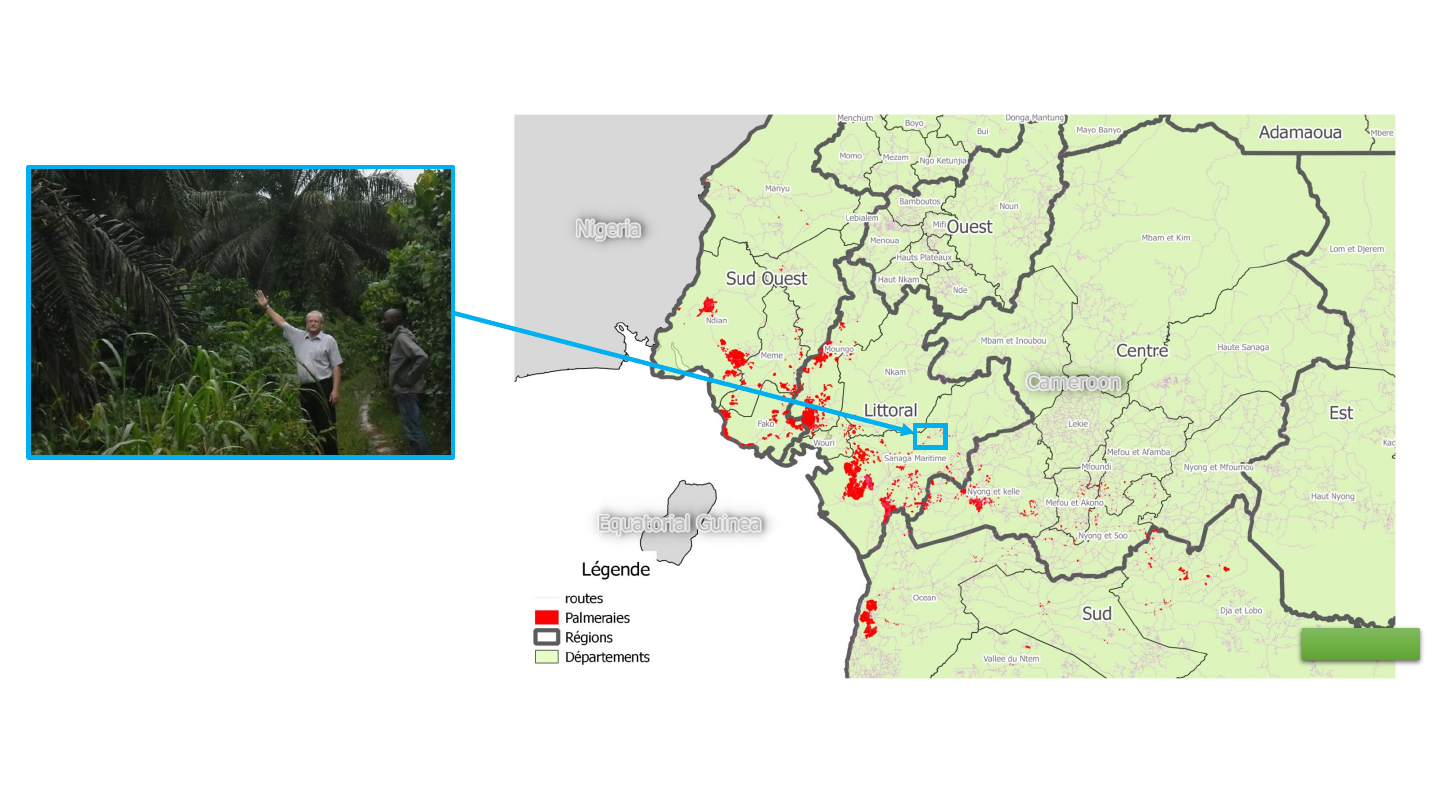 Menchum
Boyo
Donga Mantung
Bui
Mayo Banyo
Adamaoua
Mbere
Momo
Mezam
Ngo Ketunjia
Manyu
Bamboutos
Noun
Lebialem
Mifi
Ouest
Nigeria
Menoua
Mbam et Kim
Lom et Djerem
Hauts Plateaux
Sud Ouest
Haut Nkam
Nde
Ndian
Mbam et Inoubou
Moungo
Meme
Centre
Haute Sanaga
Nkam
Cameroon
Littoral
Est
Fako
Lekie
Wouri
Sanaga Maritime
Mefou et Afamba
Mfoundi
Nyong et Mfoumou
Nyong et kelle
Mefou et Akono
Haut Nyong
Equatorial Guinea
Nyong et Soo
Légende
routes
Palmeraies
Régions
Départements
Ocean
Sud
Dja et Lobo
Vallee du Ntem